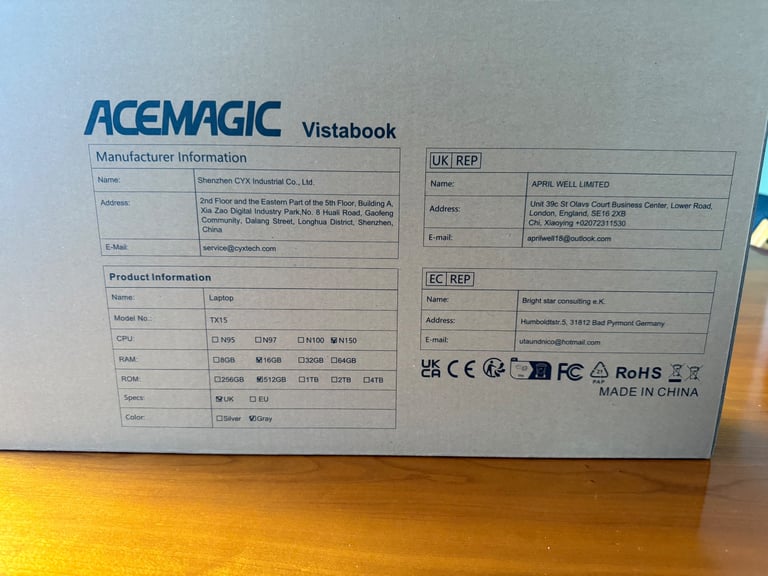 ACEMAGIC Vistabook
Manufacturer Information
Name: Shenzhen CYX Industrial Co., Ltd.
Address: 2nd Floor and the Eastern Part of the 5th Floor, Building A,
Xia Zao Digital Industry Park,No. 8 Huali Road, Gaofeng
Community, Dalang Street, Longhua District, Shenzhen,
China
E-Mail: service@cyxtech.com
Product Information
Name: Laptop
Model No.: TX15
CPU: ☐N95 ☐N97 ☐N100 ☑N150
RAM: ☐8GB ☑16GB ☐32GB ☐64GB
ROM: ☐256GB ☑512GB ☐1TB ☐2TB ☐4TB
Specs: ☑UK ☐EU
Color: ☐Silver ☑Gray
UK REP
Name: APRIL WELL LIMITED
Address: Unit 39c St Olavs Court Business Center, Lower Road,
London, England, SE16 2XB
Chi, Xiaoying +02072311530
E-mail: aprilwell18@outlook.com
EC REP
Name: Bright star consulting e.K.
Address: Humboldtstr.5, 31812 Bad Pyrmont Germany
E-mail: utaundnico@hotmail.com
UK CA CE FC 21 PAP RoHS
MADE IN CHINA